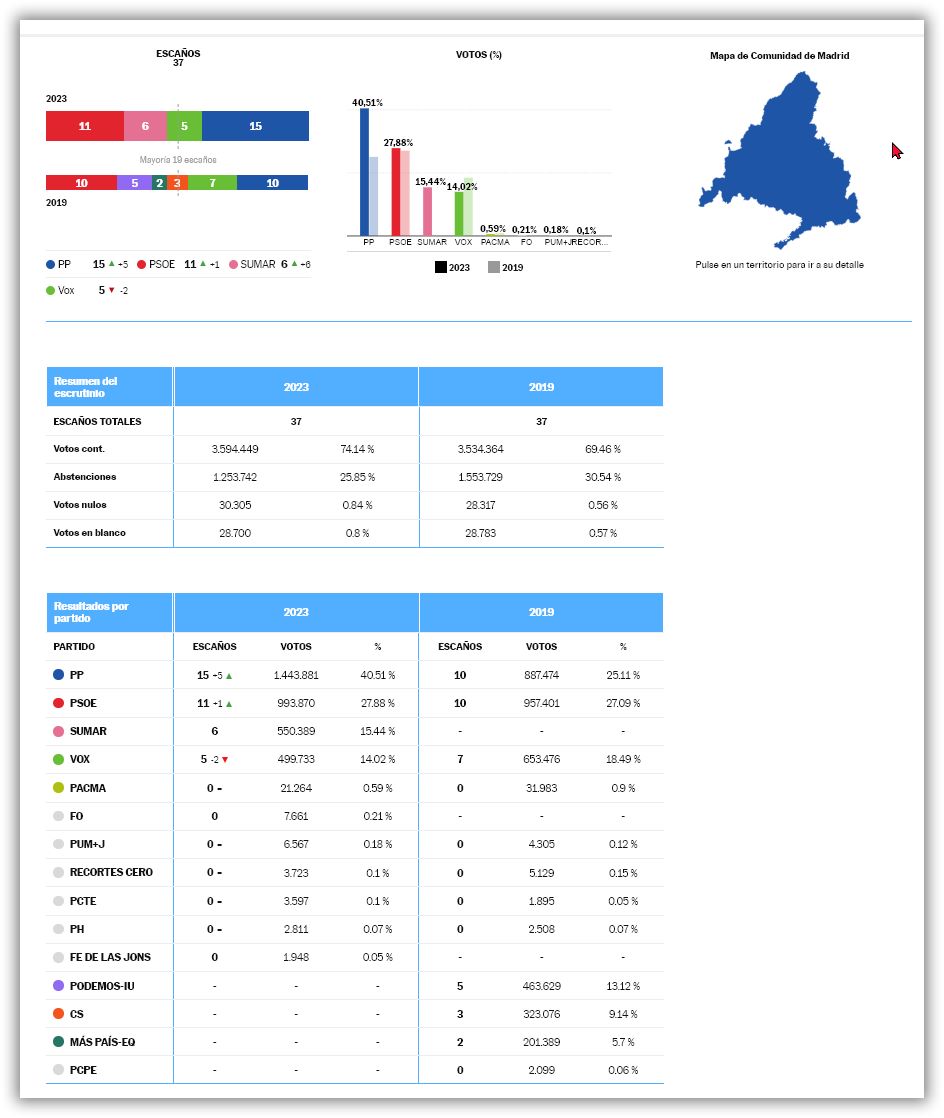 ESCAÑOS
37
2023
11 6 5 15
Mayoría 19 escaños
10 5 2 3 7 10
2019
PP 15 ▲ +5 PSOE 11 ▲ +1 SUMAR 6 ▲ +6
Vox 5 ▼ -2
VOTOS (%)
40,51%
27,88%
15,44%
14,02%
0,59% 0,21% 0,18% 0,1%
PP PSOE SUMAR VOX PACMA FO PUM+J RECOR...
2023 2019
Mapa de Comunidad de Madrid
Pulse en un territorio para ir a su detalle
Resumen del escrutinio 2023 2019
ESCAÑOS TOTALES 37 37
Votos cont. 3.594.449 74.14 % 3.534.364 69.46 %
Abstenciones 1.253.742 25.85 % 1.553.729 30.54 %
Votos nulos 30.305 0.84 % 28.317 0.56 %
Votos en blanco 28.700 0.8 % 28.783 0.57 %
Resultados por partido 2023 2019
PARTIDO ESCAÑOS VOTOS % ESCAÑOS VOTOS %
PP 15 +5 ▲ 1.443.881 40.51 % 10 887.474 25.11 %
PSOE 11 +1 ▲ 993.870 27.88 % 10 957.401 27.09 %
SUMAR 6 550.389 15.44 % - - -
VOX 5 -2 ▼ 499.733 14.02 % 7 653.476 18.49 %
PACMA 0 = 21.264 0.59 % 0 31.983 0.9 %
FO 0 7.661 0.21 % - - -
PUM+J 0 = 6.567 0.18 % 0 4.305 0.12 %
RECORTES CERO 0 = 3.723 0.1 % 0 5.129 0.15 %
PCTE 0 = 3.597 0.1 % 0 1.895 0.05 %
PH 0 = 2.811 0.07 % 0 2.508 0.07 %
FE DE LAS JONS 0 1.948 0.05 % - - -
PODEMOS-IU - - - 5 463.629 13.12 %
CS - - - 3 323.076 9.14 %
MÁS PAÍS-EQ - - - 2 201.389 5.7 %
PCPE - - - 0 2.099 0.06 %